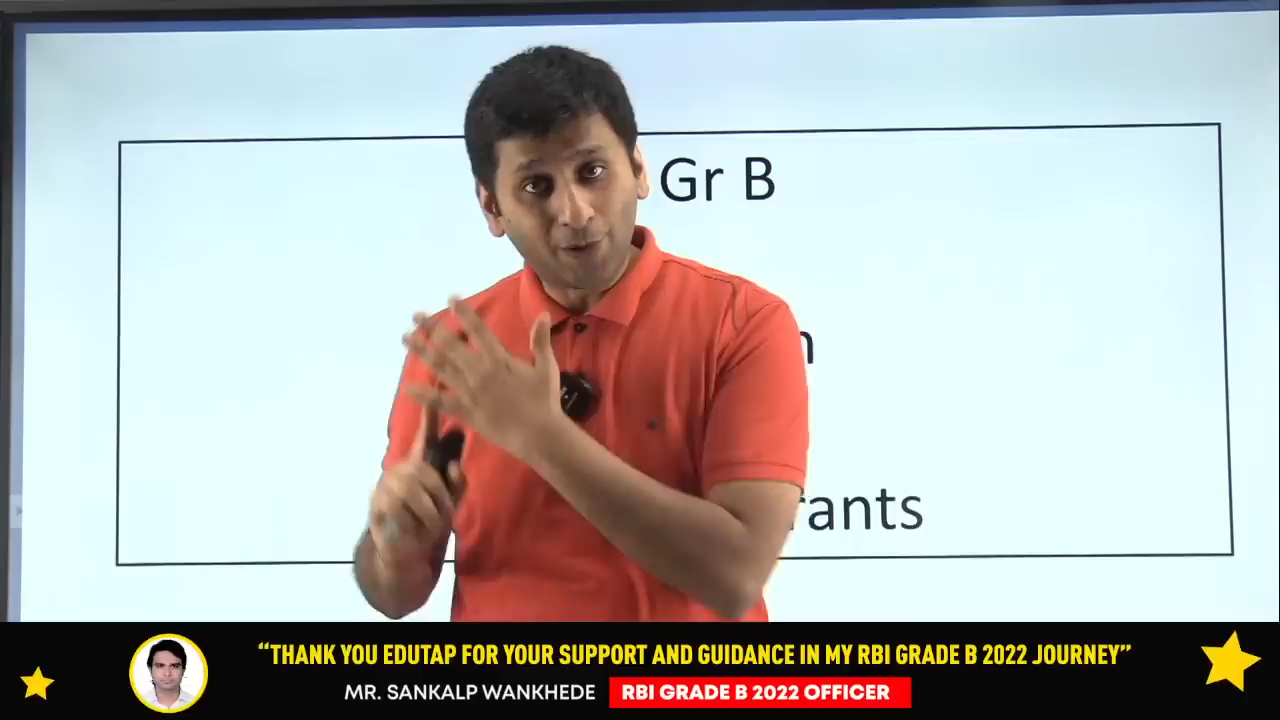 Gr B
“THANK YOU EDUTAP FOR YOUR SUPPORT AND GUIDANCE IN MY RBI GRADE B 2022 JOURNEY”
MR. SANKALP WANKHEDE RBI GRADE B 2022 OFFICER